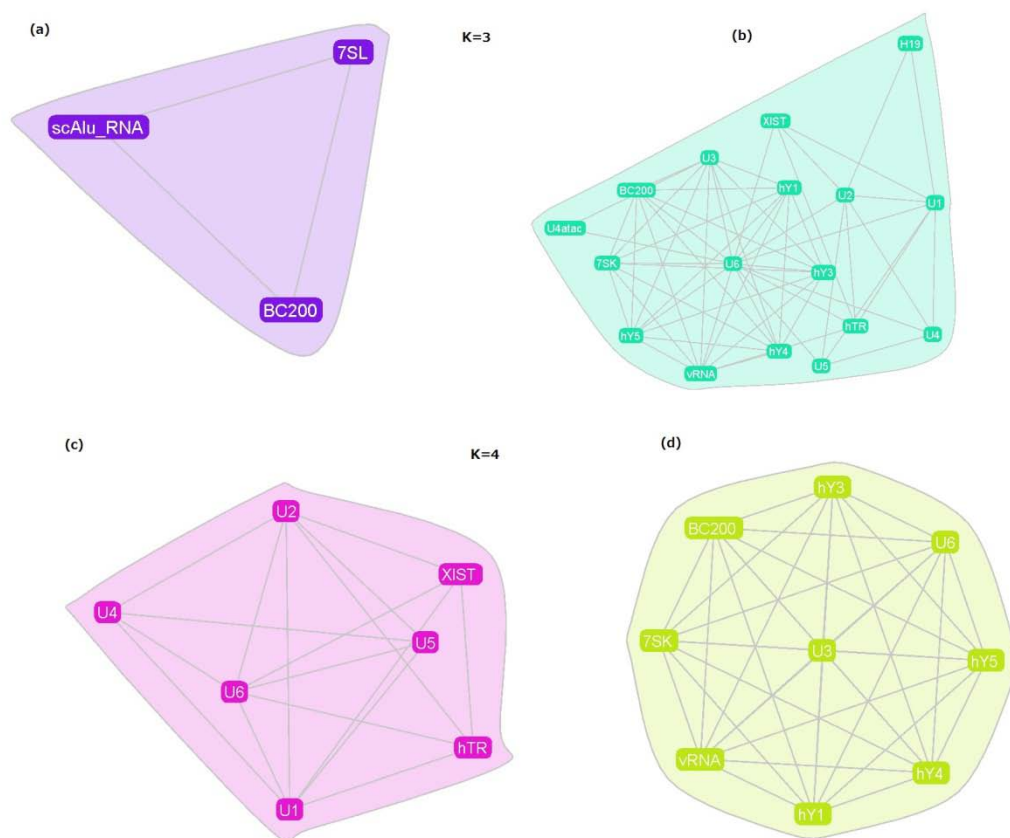 (a)
K=3
7SL
scAlu_RNA
BC200
(b)
H19
XIST
U3
BC200
hY1
U2
U1
U4atac
7SK
U6
hY3
hTR
hY5
U4
hY4
U5
vRNA
(c)
K=4
U2
XIST
U4
U5
U6
hTR
U1
(d)
hY3
BC200
U6
7SK
U3
hY5
vRNA
hY4
hY1